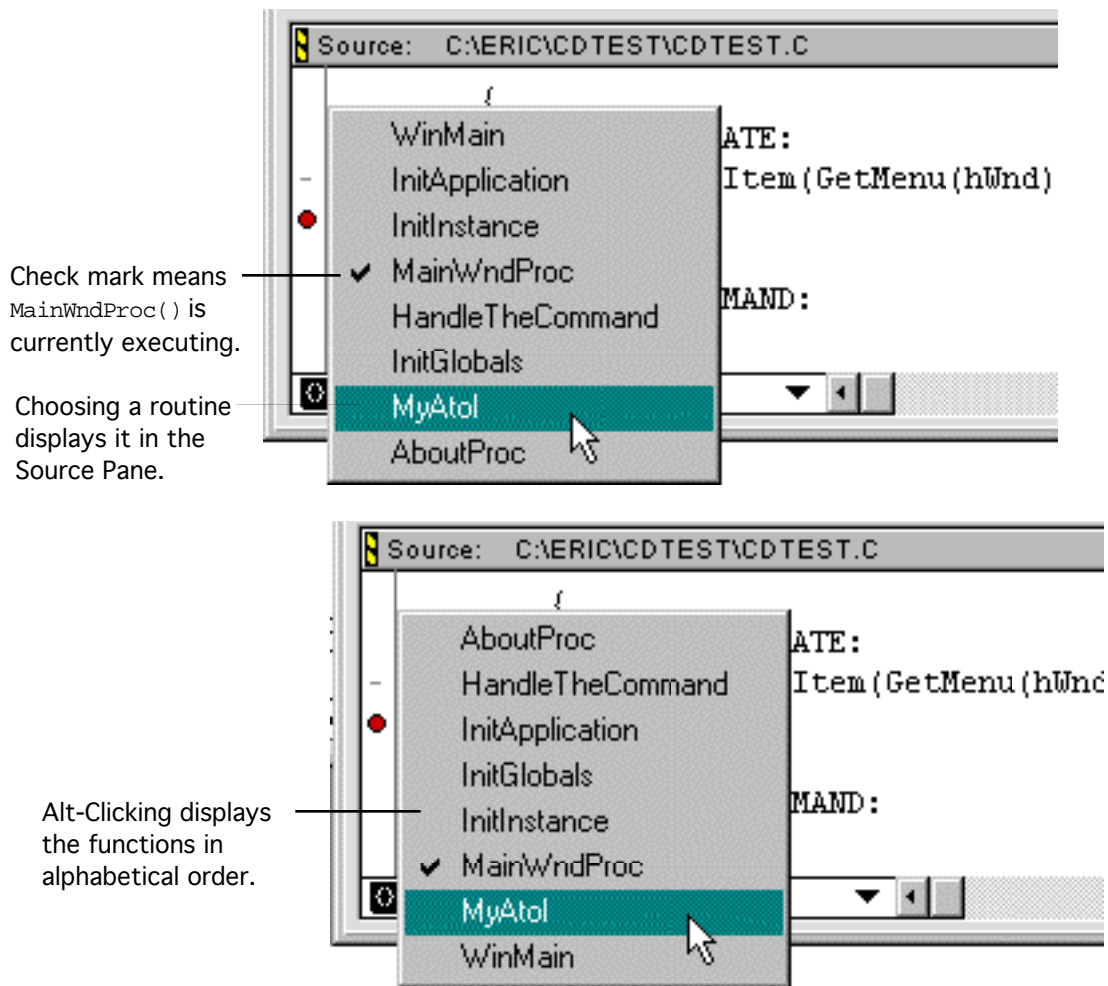 Source: C:\ERIC\CDTEST\CDTEST.C
{
WinMain
ATE:
InitApplication
Item(GetMenu(hWnd)
InitInstance
Check mark means
MainWndProc() is
currently executing.
MainWndProc
MAND:
HandleTheCommand
InitGlobals
Choosing a routine
displays it in the
Source Pane.
MyAtol
AboutProc
Source: C:\ERIC\CDTEST\CDTEST.C
{
AboutProc
ATE:
HandleTheCommand
Item(GetMenu(hWnd
InitApplication
InitGlobals
Alt-Clicking displays
the functions in
alphabetical order.
InitInstance
MAND:
MainWndProc
MyAtol
WinMain